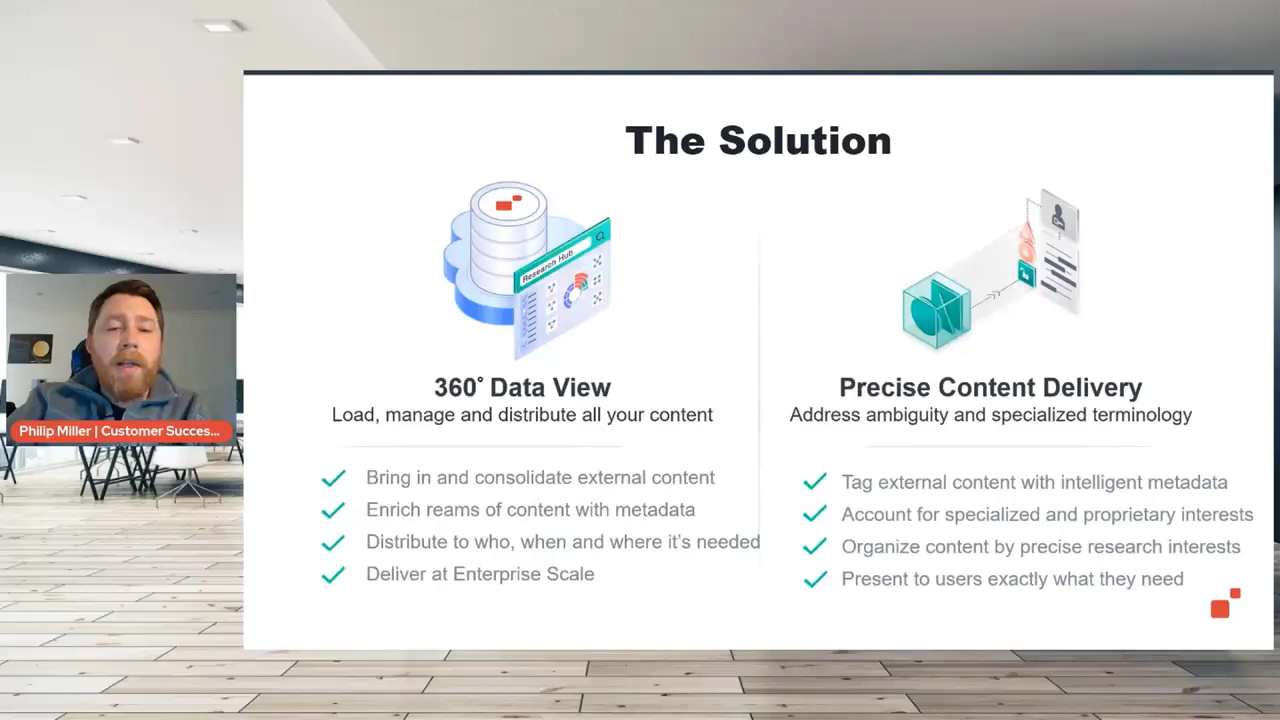 The Solution
Research Hub
360° Data View
Load, manage and distribute all your content
Bring in and consolidate external content
Enrich reams of content with metadata
Distribute to who, when and where it's needed
Deliver at Enterprise Scale
Precise Content Delivery
Address ambiguity and specialized terminology
Tag external content with intelligent metadata
Account for specialized and proprietary interests
Organize content by precise research interests
Present to users exactly what they need
Philip Miller | Customer Succes...